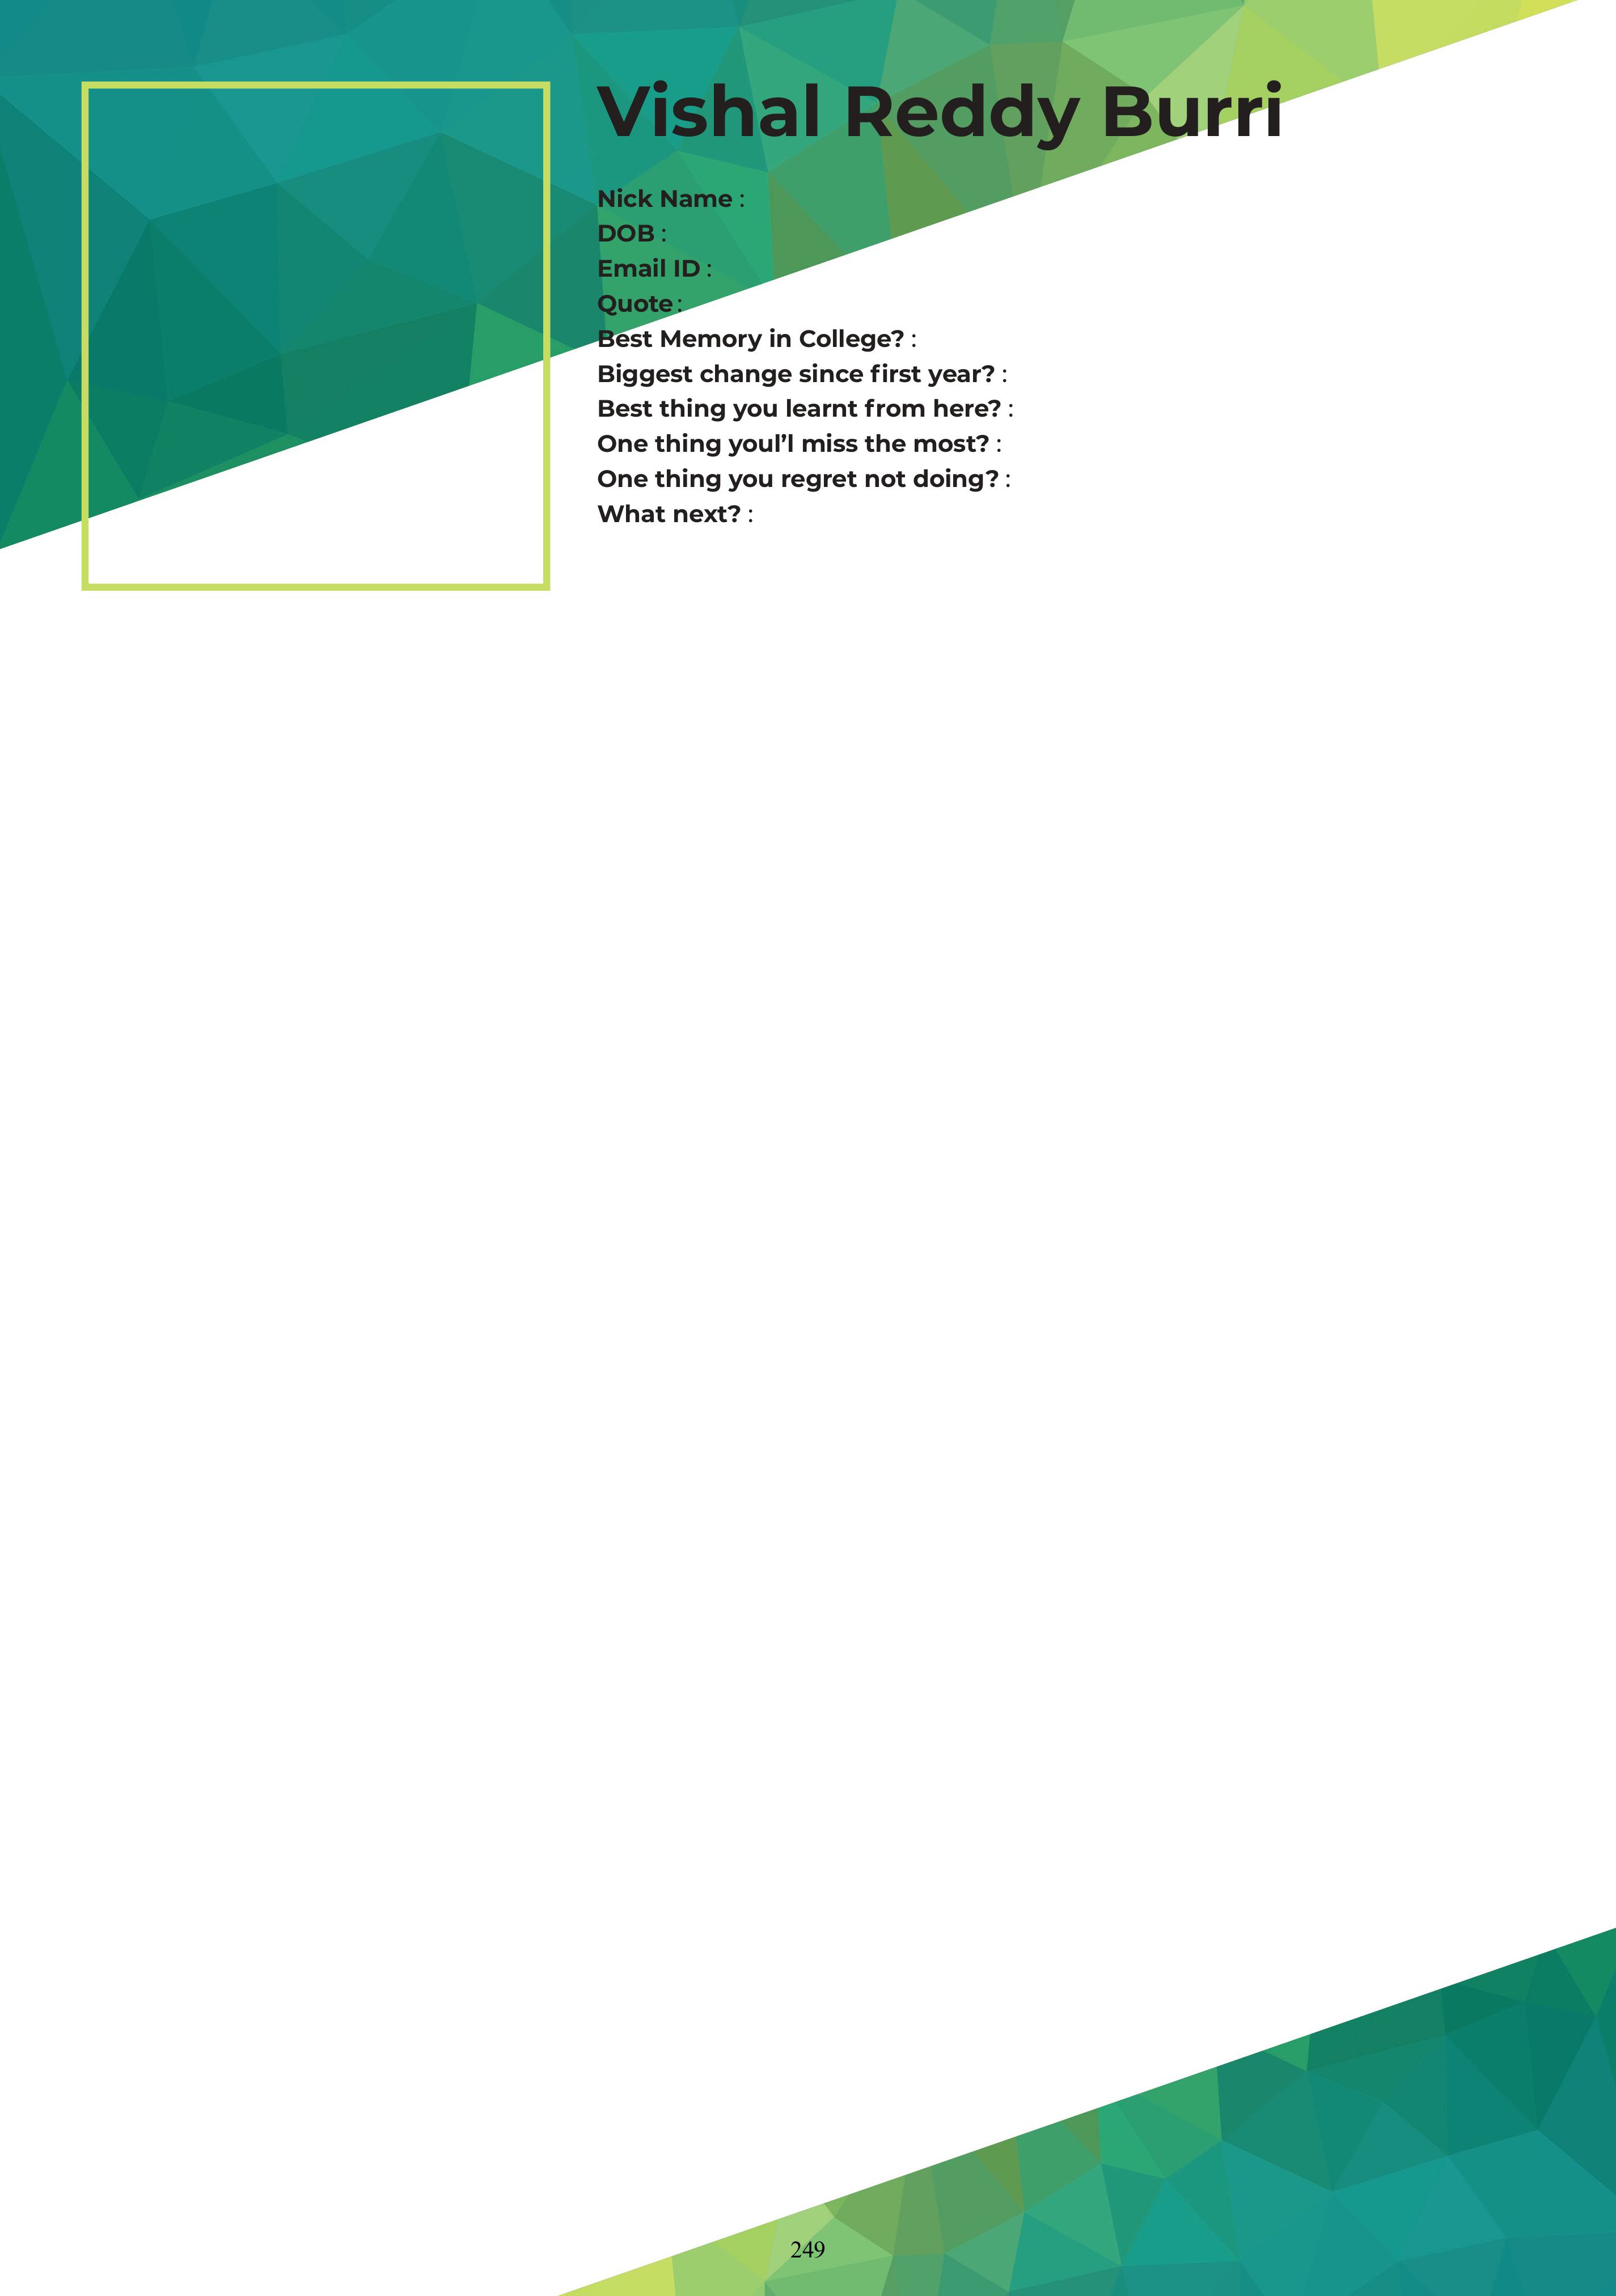 Vishal Reddy Burri
Nick Name :
DOB :
Email ID :
Quote :
Best Memory in College? :
Biggest change since first year? :
Best thing you learnt from here? :
One thing youl’l miss the most? :
One thing you regret not doing? :
What next? :
249